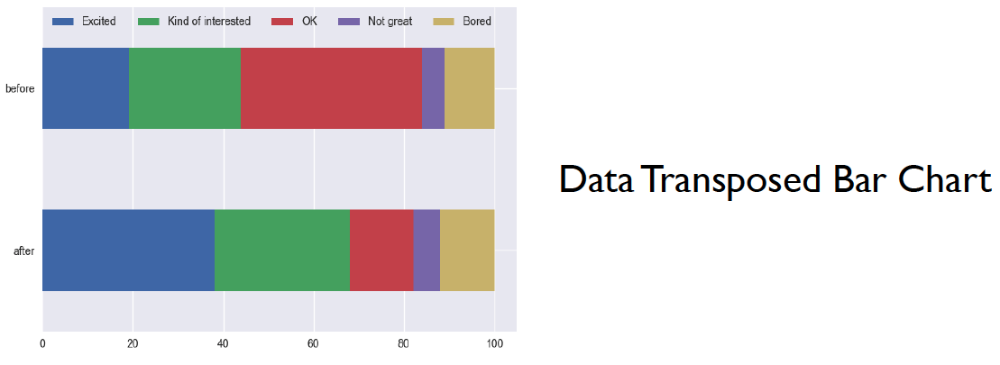 Excited Kind of interested OK Not great Bored
before
Data Transposed Bar Chart
after
0 20 40 60 80 100